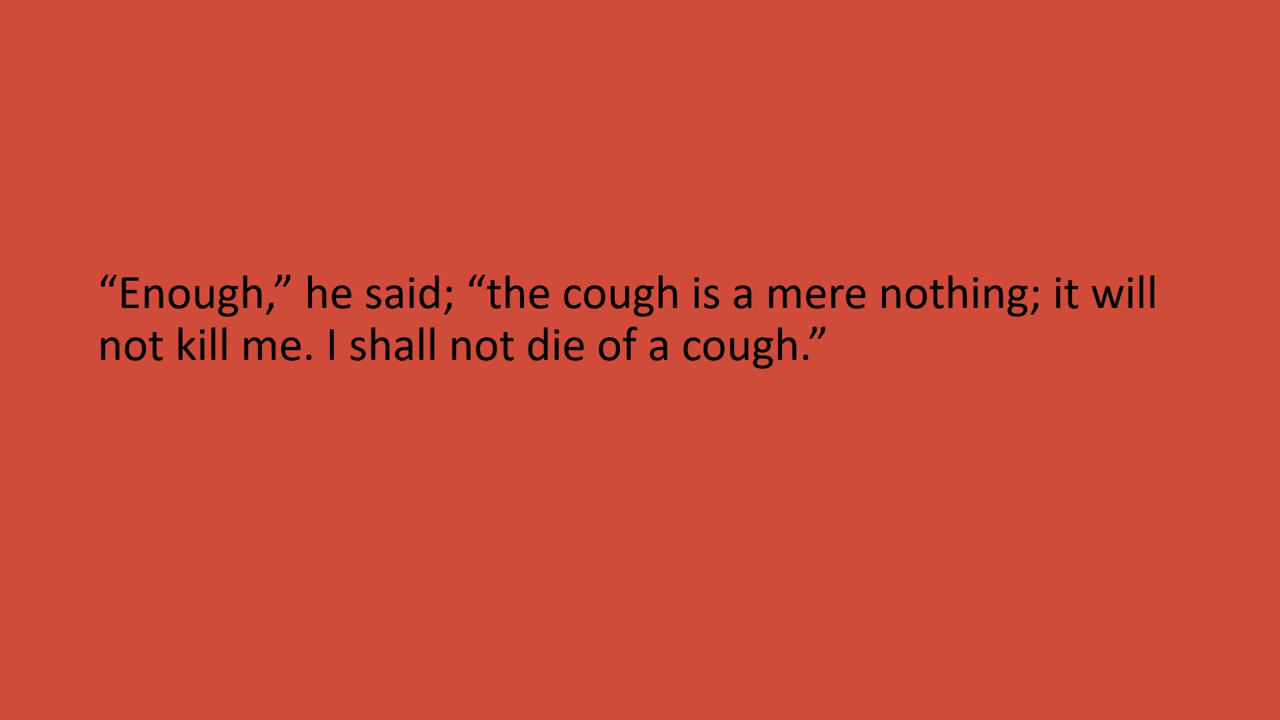 “Enough,” he said; “the cough is a mere nothing; it will
not kill me. I shall not die of a cough.”